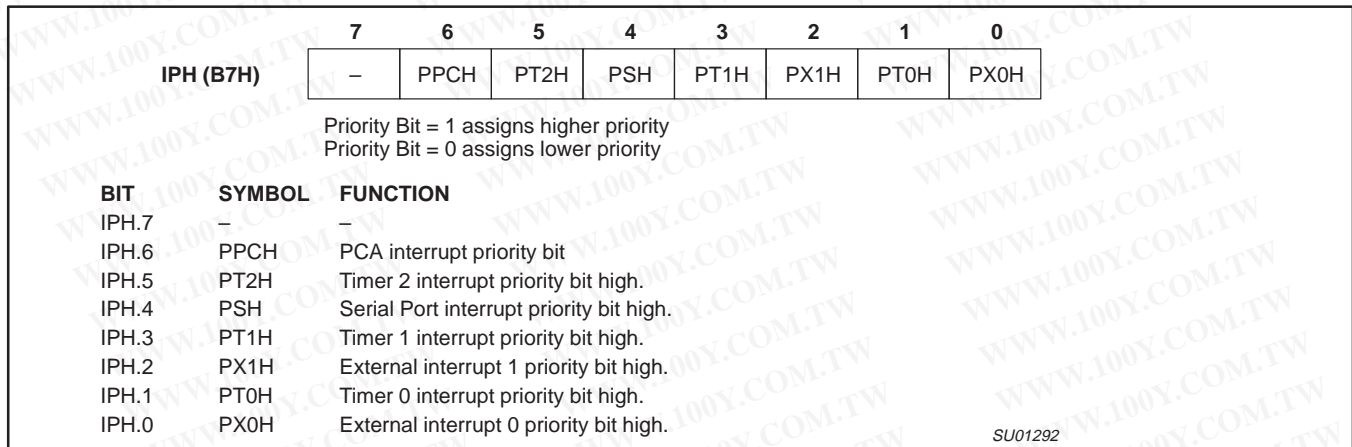 7 6 5 4 3 2 1 0
IPH (B7H) – PPCH PT2H PSH PT1H PX1H PT0H PX0H
Priority Bit = 1 assigns higher priority
Priority Bit = 0 assigns lower priority
BIT SYMBOL FUNCTION
IPH.7 – –
IPH.6 PPCH PCA interrupt priority bit
IPH.5 PT2H Timer 2 interrupt priority bit high.
IPH.4 PSH Serial Port interrupt priority bit high.
IPH.3 PT1H Timer 1 interrupt priority bit high.
IPH.2 PX1H External interrupt 1 priority bit high.
IPH.1 PT0H Timer 0 interrupt priority bit high.
IPH.0 PX0H External interrupt 0 priority bit high.
SU01292
WWW.100Y.COM.TW